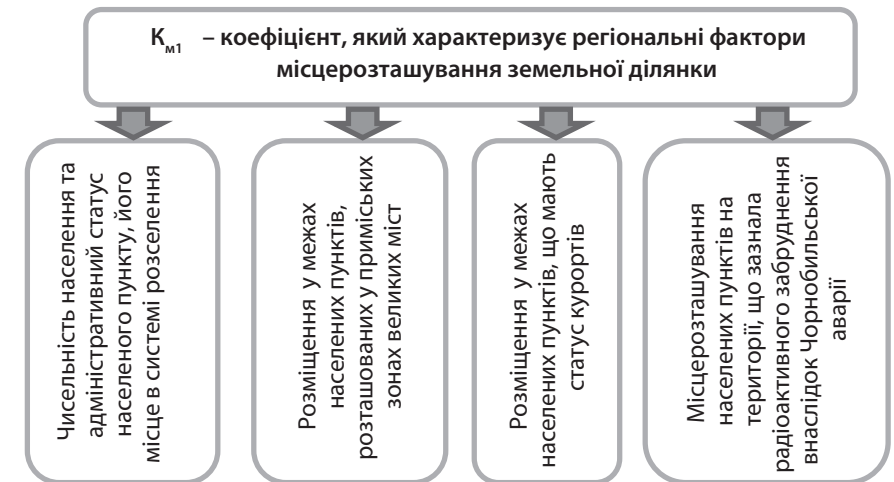 Км1 – коефіцієнт, який характеризує регіональні фактори
місцерозташування земельної ділянки
Чисельність населення та
адміністративний статус
населеного пункту, його
місце в системі розселення
Розміщення у межах
населених пунктів,
розташованих у приміських
зонах великих міст
Розміщення у межах
населених пунктів, що мають
статус курортів
Місцерозташування
населених пунктів на
території, що зазнала
радіоактивного забруднення
внаслідок Чорнобильської
аварії